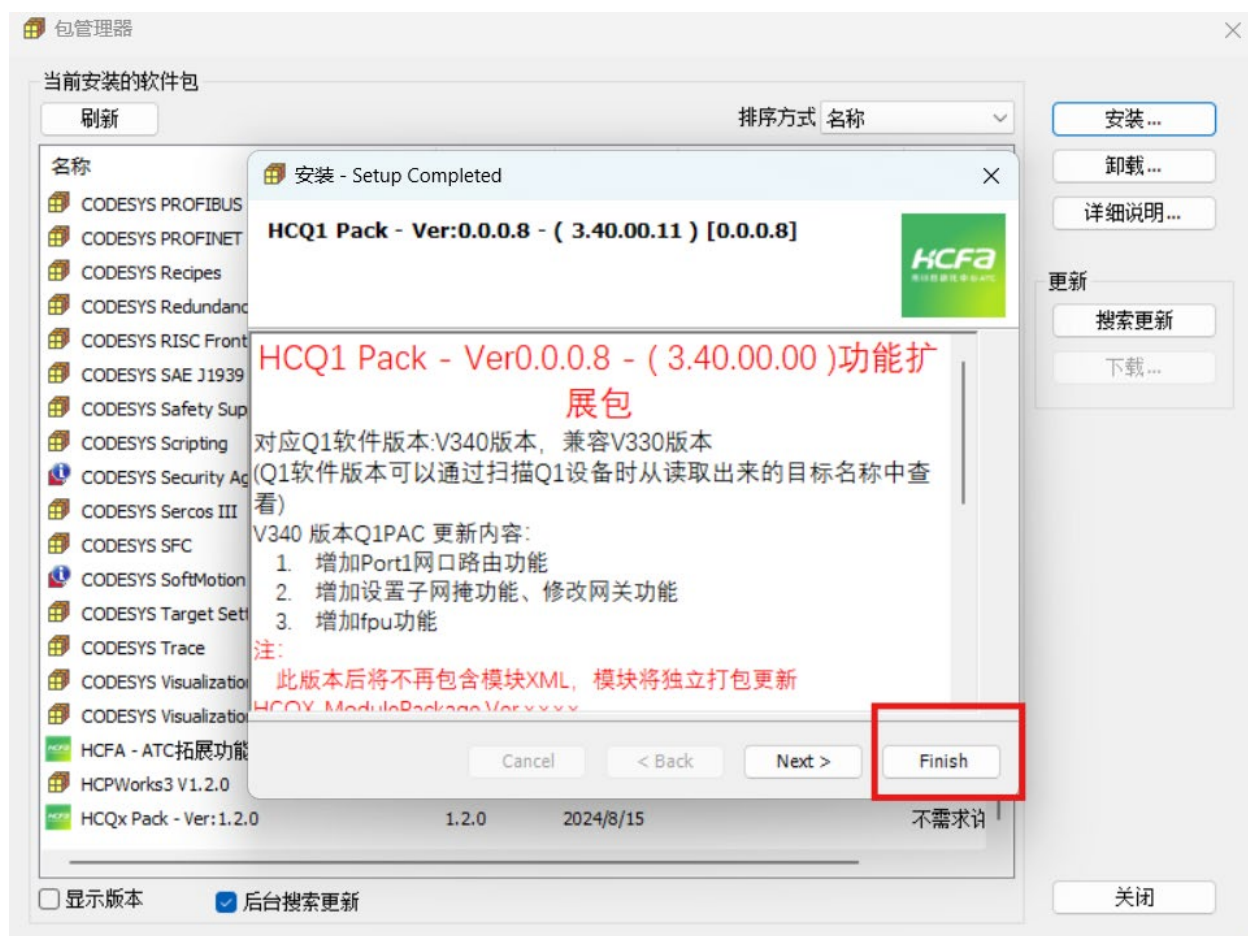 包管理器
当前安装的软件包
刷新
排序方式 名称
安装...
卸载...
详细说明...
更新
搜索更新
下载...
名称
CODESYS PROFIBUS
CODESYS PROFINET
CODESYS Recipes
CODESYS Redundanc
CODESYS RISC Front
CODESYS SAE J1939
CODESYS Safety Sup
CODESYS Scripting
CODESYS Security Ag
CODESYS Sercos III
CODESYS SFC
CODESYS SoftMotion
CODESYS Target Sett
CODESYS Trace
CODESYS Visualizatio
CODESYS Visualizatio
HCFA - ATC拓展功能
HCPWorks3 V1.2.0
HCQx Pack - Ver:1.2.0 1.2.0 2024/8/15 不需求许
安装 - Setup Completed
HCQ1 Pack - Ver:0.0.0.8 - ( 3.40.00.11 ) [0.0.0.8]
HCFA
HCQ1 Pack - Ver0.0.0.8 - ( 3.40.00.00 )功能扩
展包
对应Q1软件版本:V340版本，兼容V330版本
(Q1软件版本可以通过扫描Q1设备时从读取出来的目标名称中查
看)
V340 版本Q1PAC 更新内容:
1. 增加Port1网口路由功能
2. 增加设置子网掩功能、修改网关功能
3. 增加fpu功能
注:
此版本后将不再包含模块XML，模块将独立打包更新
HCQX_ModulePackage Ver xxxx
Cancel
< Back
Next >
Finish
显示版本
后台搜索更新
关闭